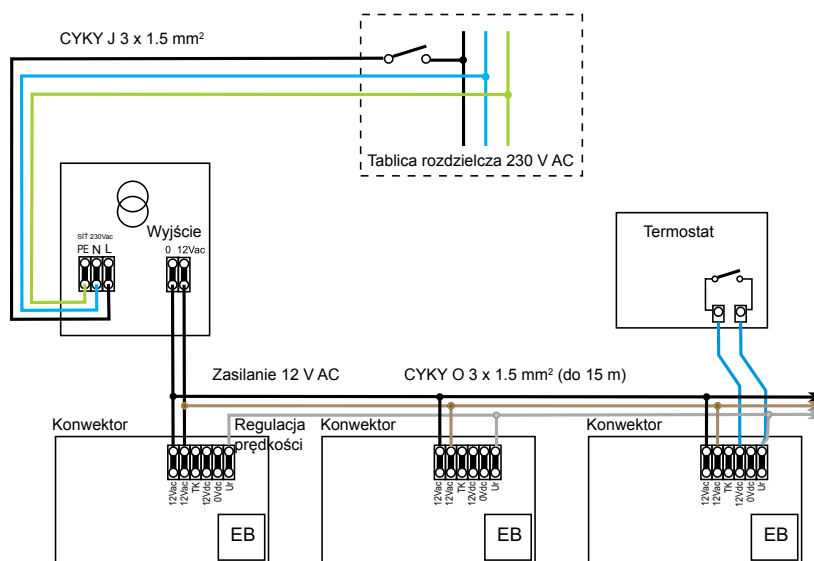 CYKY J 3 x 1.5 mm²
Tablica rozdzielcza 230 V AC
SÍŤ 230Vac
PE N L
Wyjście
0 12Vac
Termostat
Zasilanie 12 V AC
CYKY O 3 x 1.5 mm² (do 15 m)
Konwektor
Regulacja
prędkości
Konwektor
Konwektor
12Vac
12Vac
TK
12Vdc
0Vdc
Ur
EB
12Vac
12Vac
TK
12Vdc
0Vdc
Ur
EB
12Vac
12Vac
TK
12Vdc
0Vdc
Ur
EB